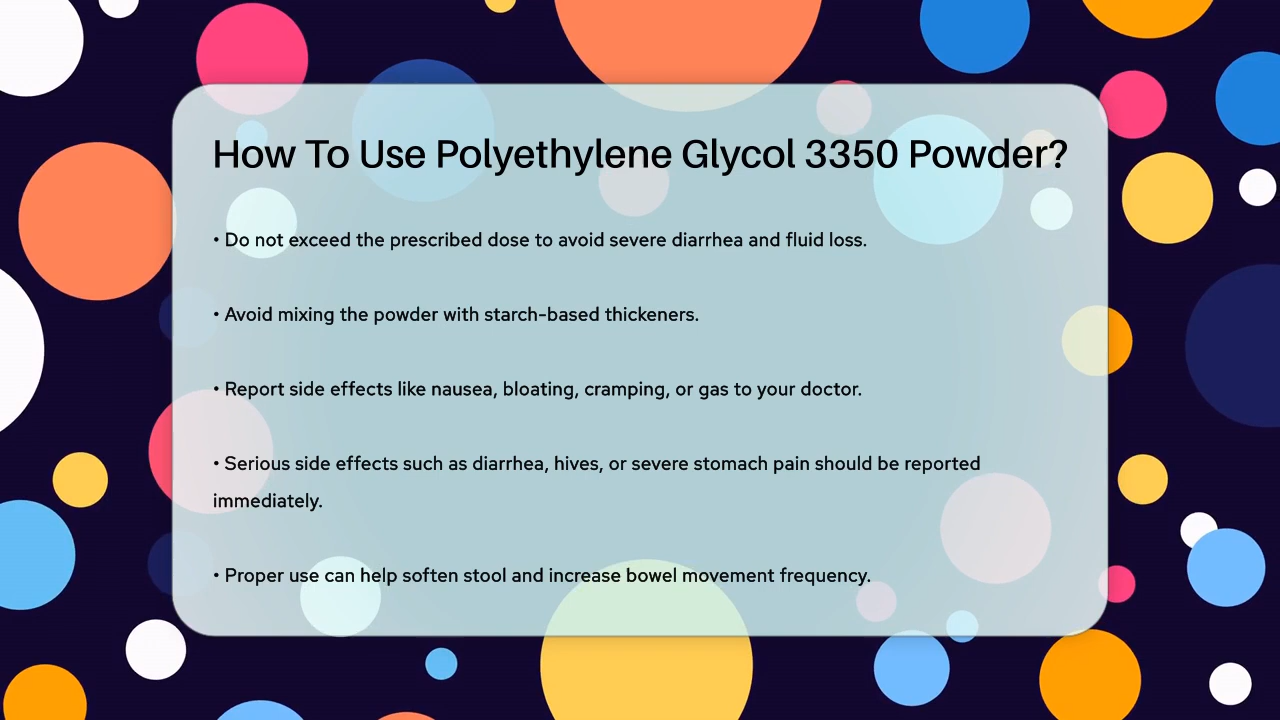 How To Use Polyethylene Glycol 3350 Powder?
• Do not exceed the prescribed dose to avoid severe diarrhea and fluid loss.
• Avoid mixing the powder with starch-based thickeners.
• Report side effects like nausea, bloating, cramping, or gas to your doctor.
• Serious side effects such as diarrhea, hives, or severe stomach pain should be reported
immediately.
• Proper use can help soften stool and increase bowel movement frequency.